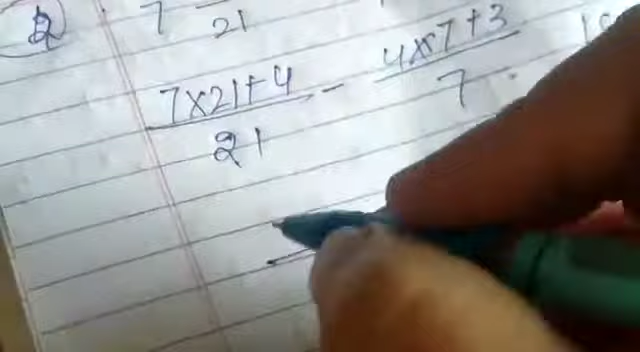 2. 7 —/21
(7×21+4)/21 - (4×7+3)/7